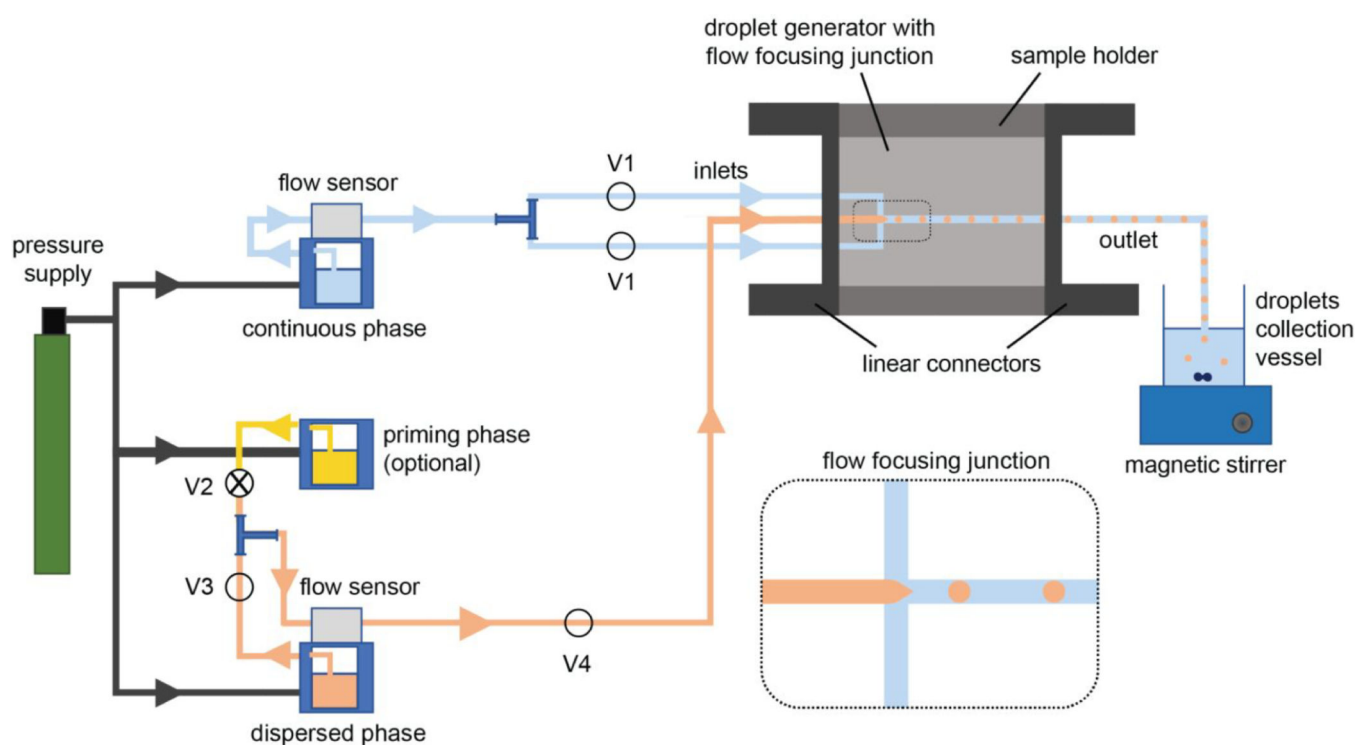 droplet generator with
flow focusing junction
sample holder
V1
inlets
flow sensor
pressure
supply
V1
outlet
continuous phase
droplets
collection
vessel
linear connectors
priming phase
(optional)
V2
flow focusing junction
magnetic stirrer
V3
flow sensor
V4
dispersed phase